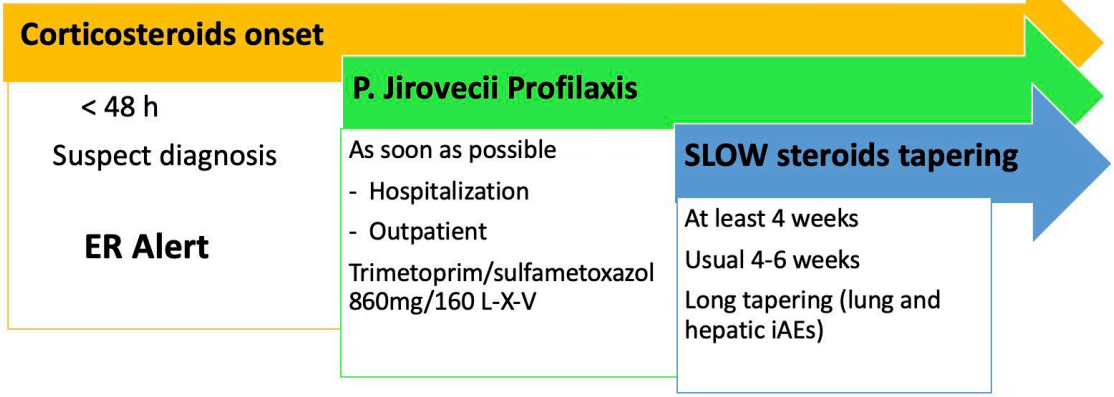 Corticosteroids onset
< 48 h
Suspect diagnosis
ER Alert
P. Jirovecii Profilaxis
As soon as possible
- Hospitalization
- Outpatient
Trimetoprim/sulfametoxazol
860mg/160 L-X-V
SLOW steroids tapering
At least 4 weeks
Usual 4-6 weeks
Long tapering (lung and
hepatic iAEs)